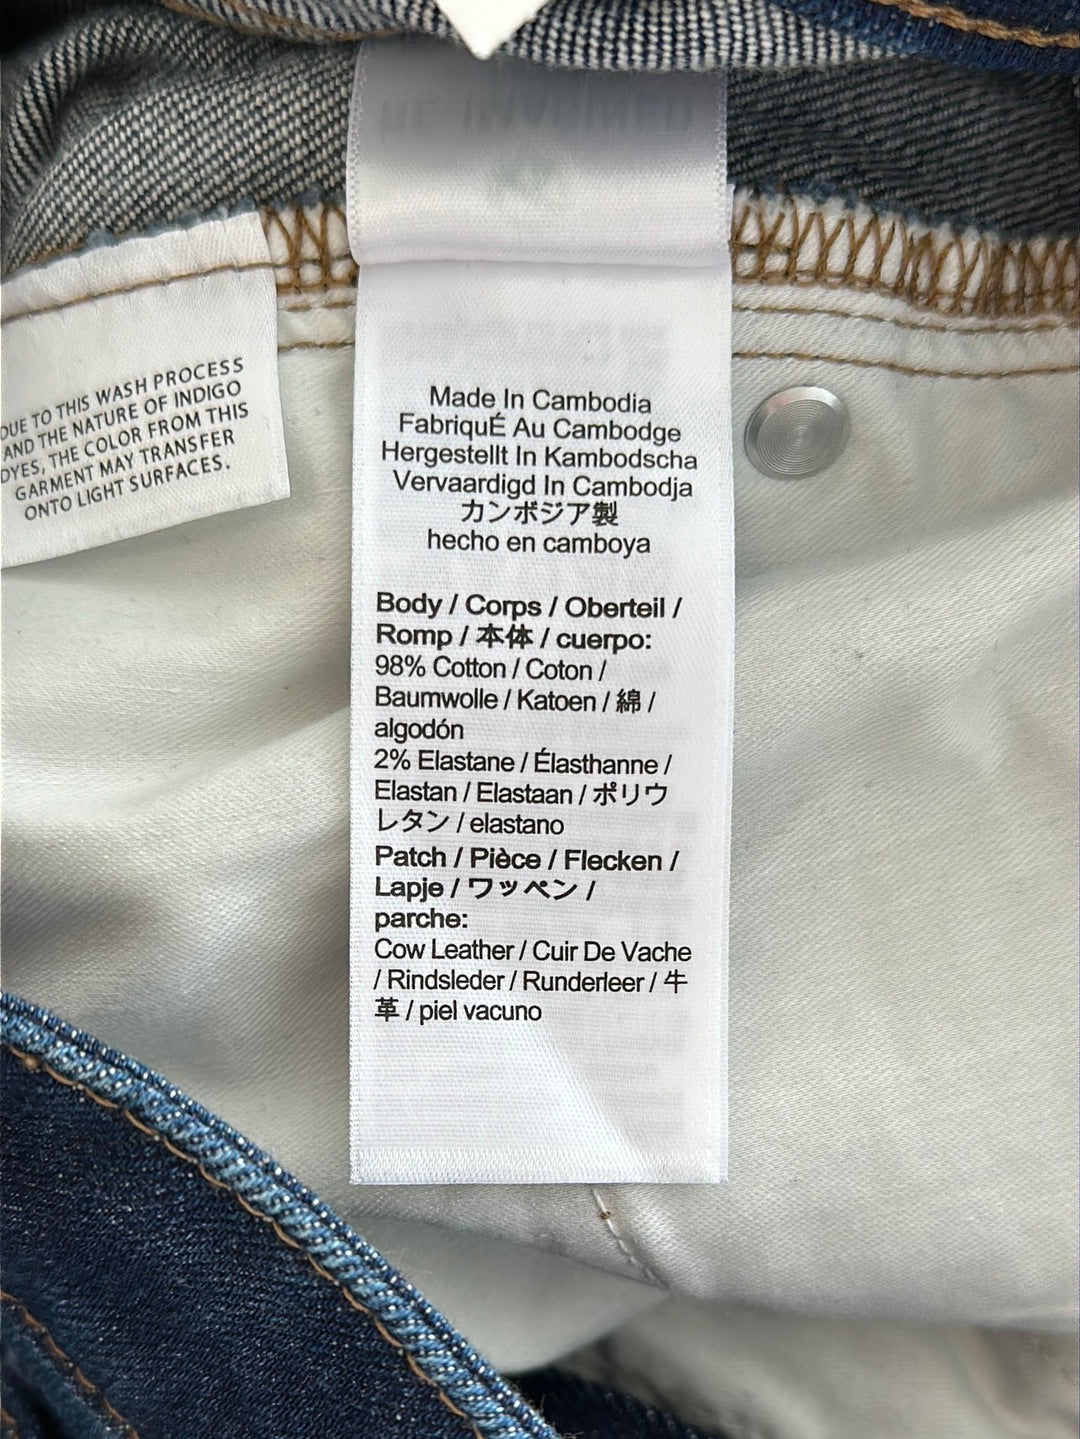 DUE TO THIS WASH PROCESS
AND THE NATURE OF INDIGO
DYES, THE COLOR FROM THIS
GARMENT MAY TRANSFER
ONTO LIGHT SURFACES.
Made In Cambodia
FabriquÉ Au Cambodge
Hergestellt In Kambodscha
Vervaardigd In Cambodja
カンボジア製
hecho en camboya
Body / Corps / Oberteil /
Romp / 本体 / cuerpo:
98% Cotton / Coton /
Baumwolle / Katoen / 綿 /
algodón
2% Elastane / Élasthanne /
Elastan / Elastaan / ポリウ
レタン / elastano
Patch / Pièce / Flecken /
Lapje / ワッペン /
parche:
Cow Leather / Cuir De Vache
/ Rindsleder / Runderleer / 牛
革 / piel vacuno